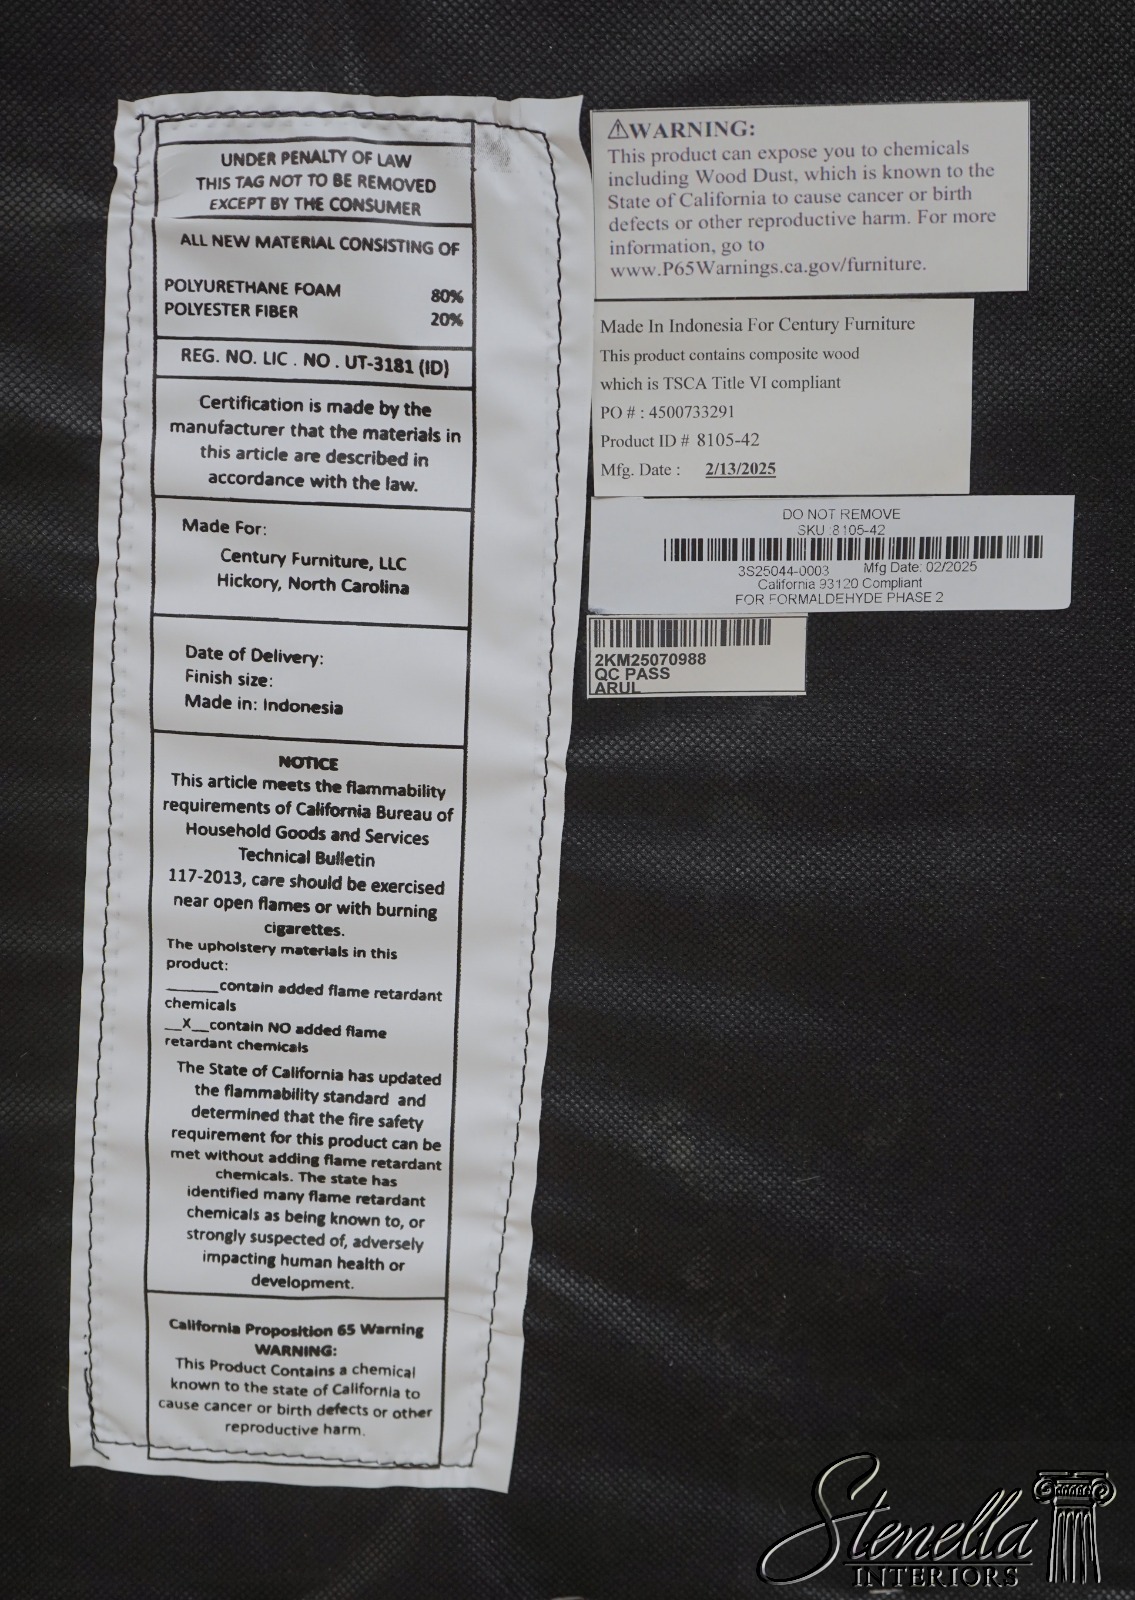 UNDER PENALTY OF LAW
THIS TAG NOT TO BE REMOVED
EXCEPT BY THE CONSUMER
ALL NEW MATERIAL CONSISTING OF
POLYURETHANE FOAM 80%
POLYESTER FIBER 20%
REG. NO. LIC . NO . UT-3181 (ID)
Certification is made by the
manufacturer that the materials in
this article are described in
accordance with the law.
Made For:
Century Furniture, LLC
Hickory, North Carolina
Date of Delivery:
Finish size:
Made in: Indonesia
NOTICE
This article meets the flammability
requirements of California Bureau of
Household Goods and Services
Technical Bulletin
117-2013, care should be exercised
near open flames or with burning
cigarettes.
The upholstery materials in this
product:
______contain added flame retardant
chemicals
__X__contain NO added flame
retardant chemicals
The State of California has updated
the flammability standard and
determined that the fire safety
requirement for this product can be
met without adding flame retardant
chemicals. The state has
identified many flame retardant
chemicals as being known to, or
strongly suspected of, adversely
impacting human health or
development.
California Proposition 65 Warning
WARNING:
This Product Contains a chemical
known to the state of California to
cause cancer or birth defects or other
reproductive harm.
⚠WARNING:
This product can expose you to chemicals
including Wood Dust, which is known to the
State of California to cause cancer or birth
defects or other reproductive harm. For more
information, go to
www.P65Warnings.ca.gov/furniture.
Made In Indonesia For Century Furniture
This product contains composite wood
which is TSCA Title VI compliant
PO # : 4500733291
Product ID # 8105-42
Mfg. Date : 2/13/2025
DO NOT REMOVE
SKU :8105-42
3S25044-0003 Mfg Date: 02/2025
California 93120 Compliant
FOR FORMALDEHYDE PHASE 2
2KM25070988
QC PASS
ARUL
Stenella
INTERIORS